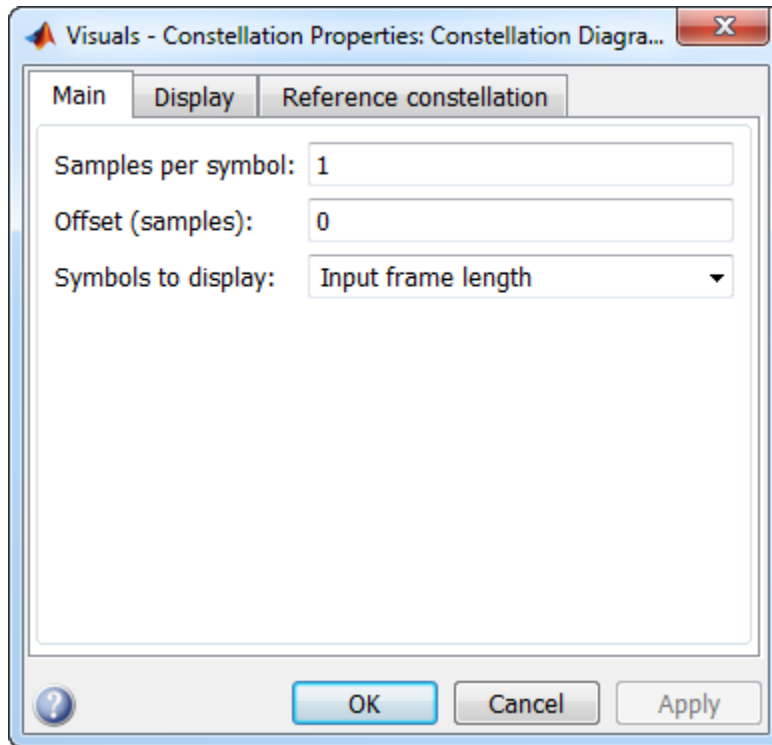 Visuals - Constellation Properties: Constellation Diagra...
Main Display Reference constellation
Samples per symbol: 1
Offset (samples): 0
Symbols to display: Input frame length
? OK Cancel Apply